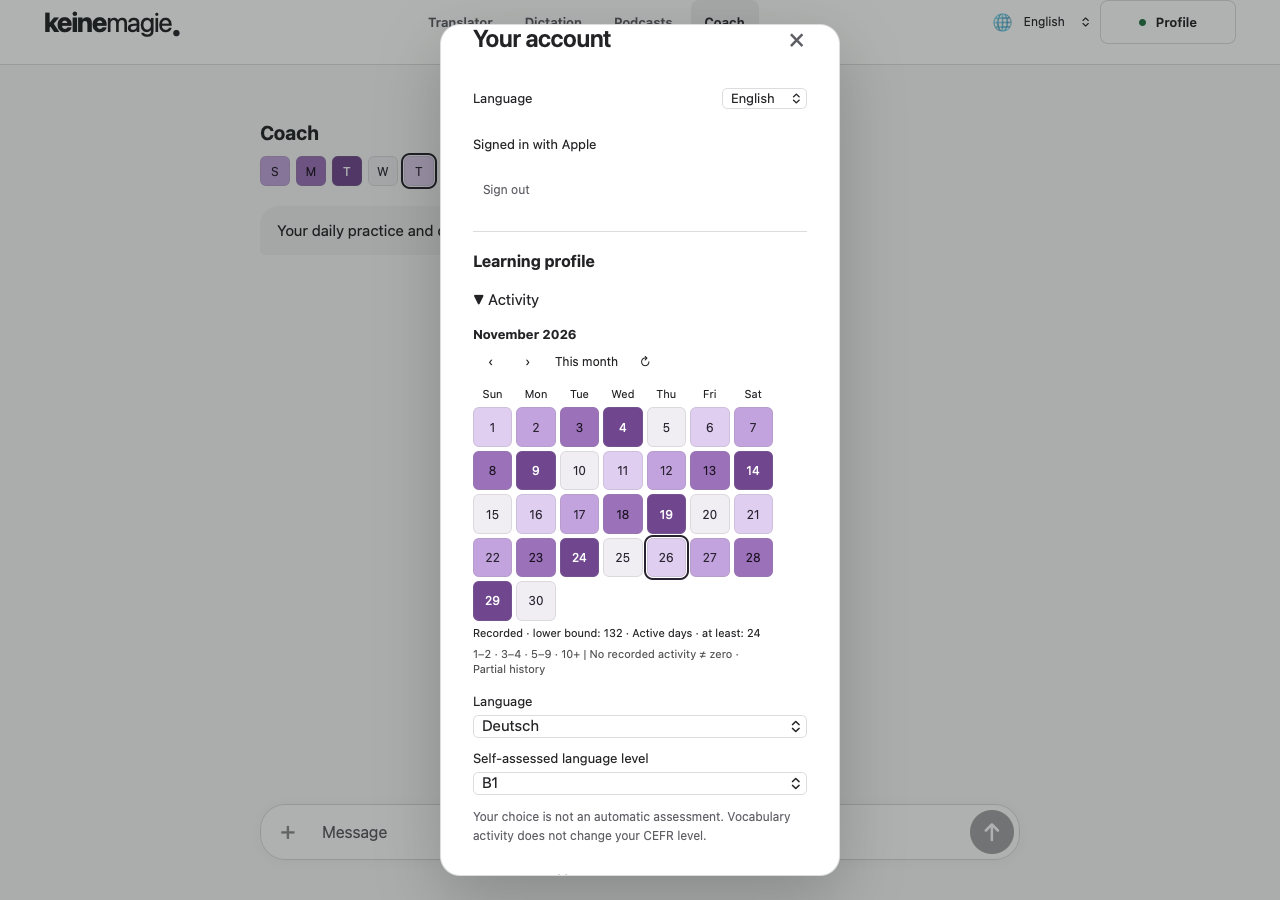 keinemagie.
Translator Dictation Podcasts Coach
English
Profile
Your account
Language
English
Signed in with Apple
Sign out
Coach
S M T W T
Your daily practice and
Learning profile
Activity
November 2026
‹ › This month ↻
Sun Mon Tue Wed Thu Fri Sat
1 2 3 4 5 6 7
8 9 10 11 12 13 14
15 16 17 18 19 20 21
22 23 24 25 26 27 28
29 30
Recorded · lower bound: 132 · Active days · at least: 24
1–2 · 3–4 · 5–9 · 10+ | No recorded activity ≠ zero ·
Partial history
Language
Deutsch
Self-assessed language level
B1
Your choice is not an automatic assessment. Vocabulary
activity does not change your CEFR level.
Message